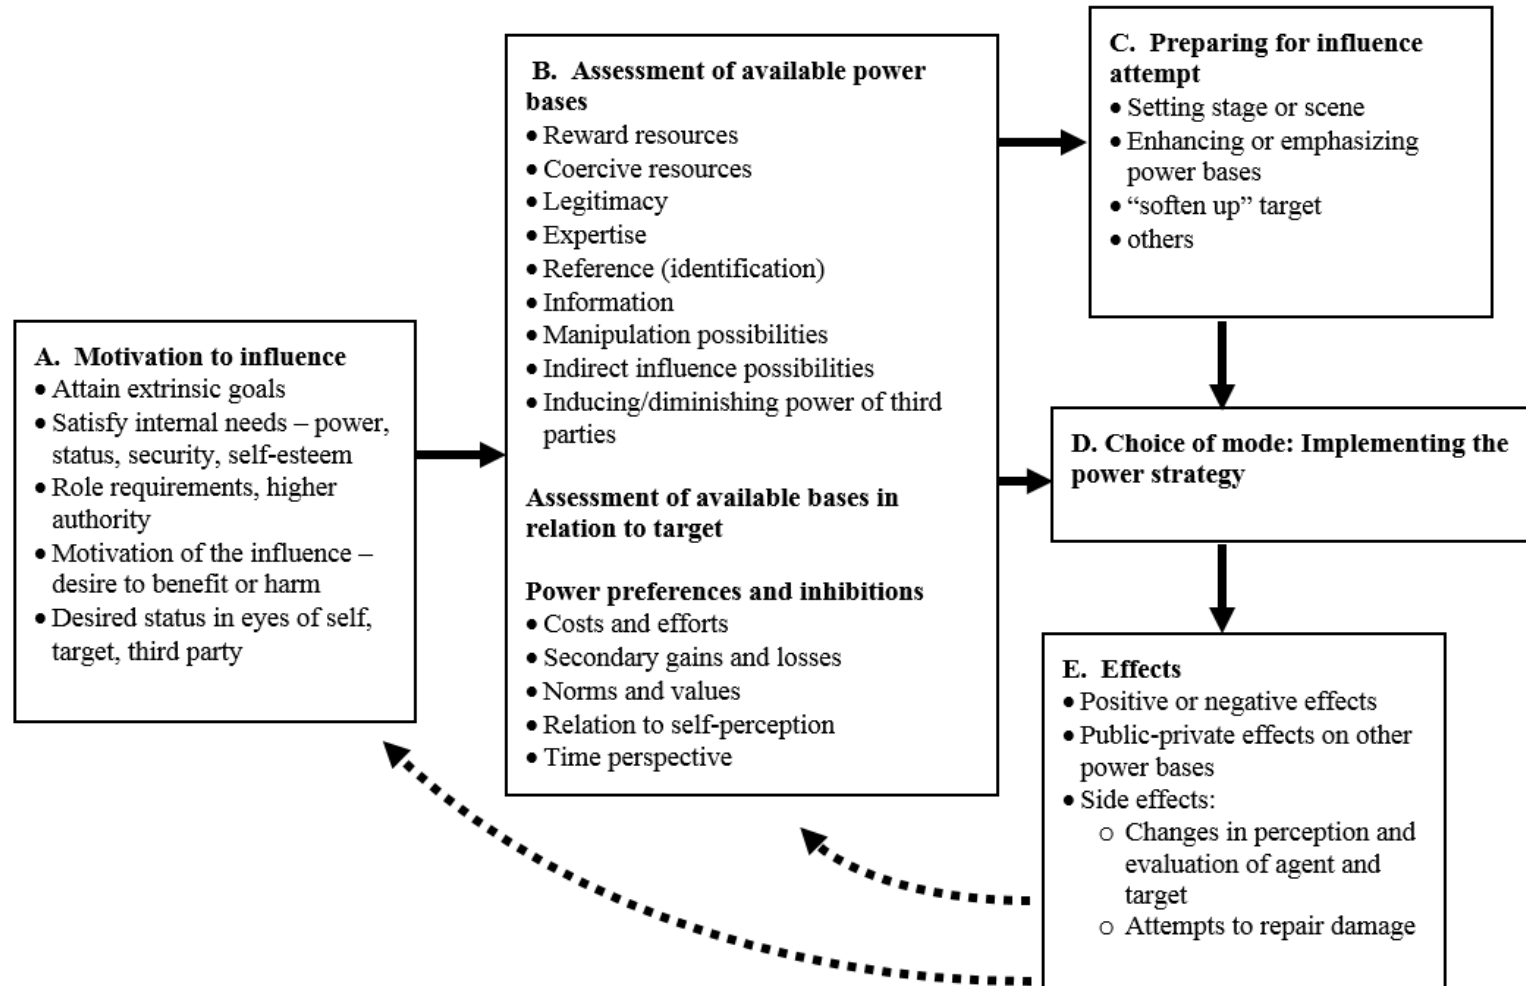 A. Motivation to influence
• Attain extrinsic goals
• Satisfy internal needs – power,
status, security, self-esteem
• Role requirements, higher
authority
• Motivation of the influence –
desire to benefit or harm
• Desired status in eyes of self,
target, third party
B. Assessment of available power
bases
• Reward resources
• Coercive resources
• Legitimacy
• Expertise
• Reference (identification)
• Information
• Manipulation possibilities
• Indirect influence possibilities
• Inducing/diminishing power of third
parties
Assessment of available bases in
relation to target
Power preferences and inhibitions
• Costs and efforts
• Secondary gains and losses
• Norms and values
• Relation to self-perception
• Time perspective
C. Preparing for influence
attempt
• Setting stage or scene
• Enhancing or emphasizing
power bases
• “soften up” target
• others
D. Choice of mode: Implementing the
power strategy
E. Effects
• Positive or negative effects
• Public-private effects on other
power bases
• Side effects:
o Changes in perception and
evaluation of agent and
target
o Attempts to repair damage